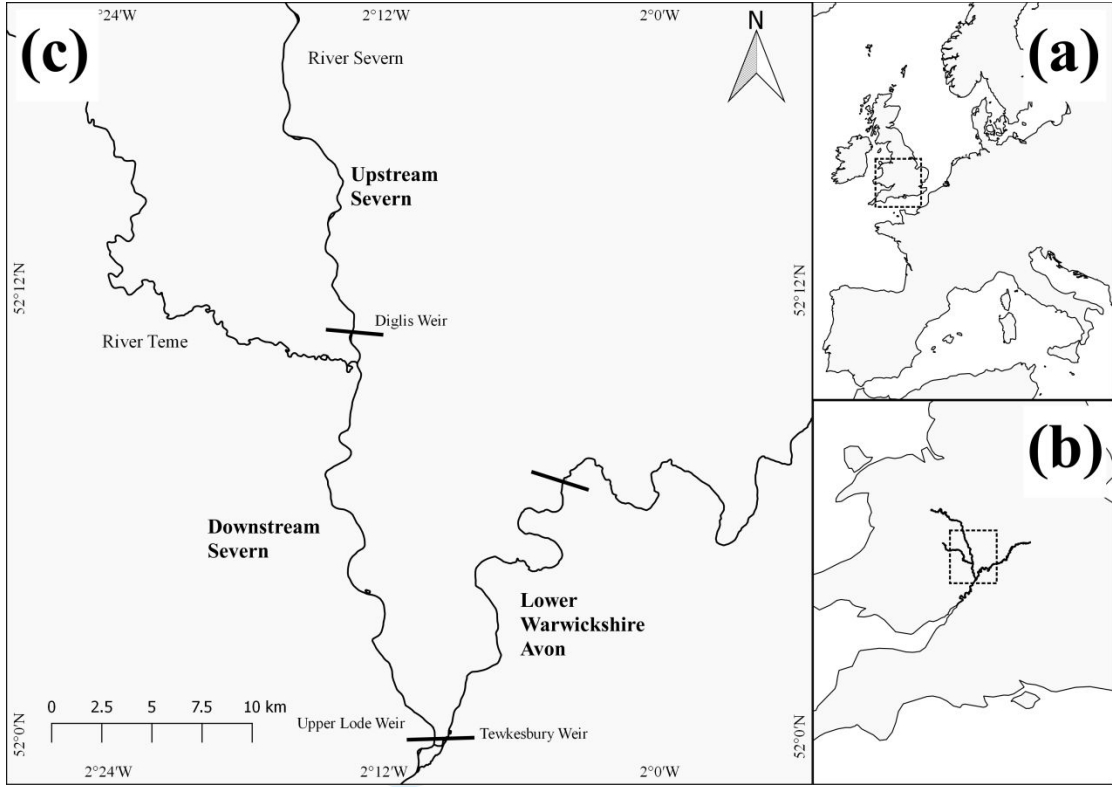 2°24'W
2°12'W
2°0'W
(c)
River Severn
N
Upstream
Severn
52°12'N
52°12'N
Diglis Weir
River Teme
Downstream
Severn
Lower
Warwickshire
Avon
0 2.5 5 7.5 10 km
Upper Lode Weir
Tewkesbury Weir
52°0'N
52°0'N
2°24'W
2°12'W
2°0'W
(a)
(b)